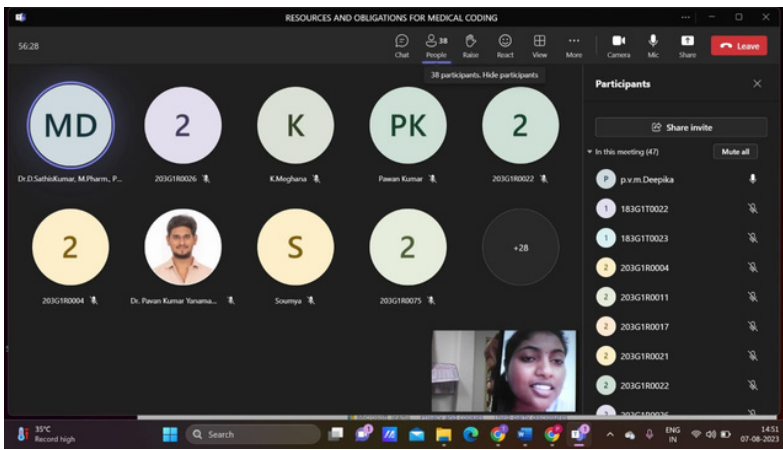 RESOURCES AND OBLIGATIONS FOR MEDICAL CODING
56:28
38
Chat People Raise React View More Camera Mic Share Leave
38 participants. Hide participants
Participants
Share invite
In this meeting (47) Mute all
MD 2 K PK 2
Dr.D.SathisKumar, M.Pharm., P... 203G1R0026 K.Meghana Pawan Kumar 203G1R0022
2 S 2 +28
203G1R0004 Dr. Pavan Kumar Yanama... Soumya 203G1R0075
P p.v.m.Deepika
1 183G1T0022
1 183G1T0023
2 203G1R0004
2 203G1R0011
2 203G1R0017
2 203G1R0021
2 203G1R0022
35°C
Record high
Search
ENG
IN
14:51
07-08-2023